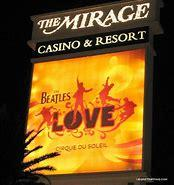 THE MIRAGE
CASINO & RESORT
THE
BEATLES
LOVE
CIRQUE DU SOLEIL